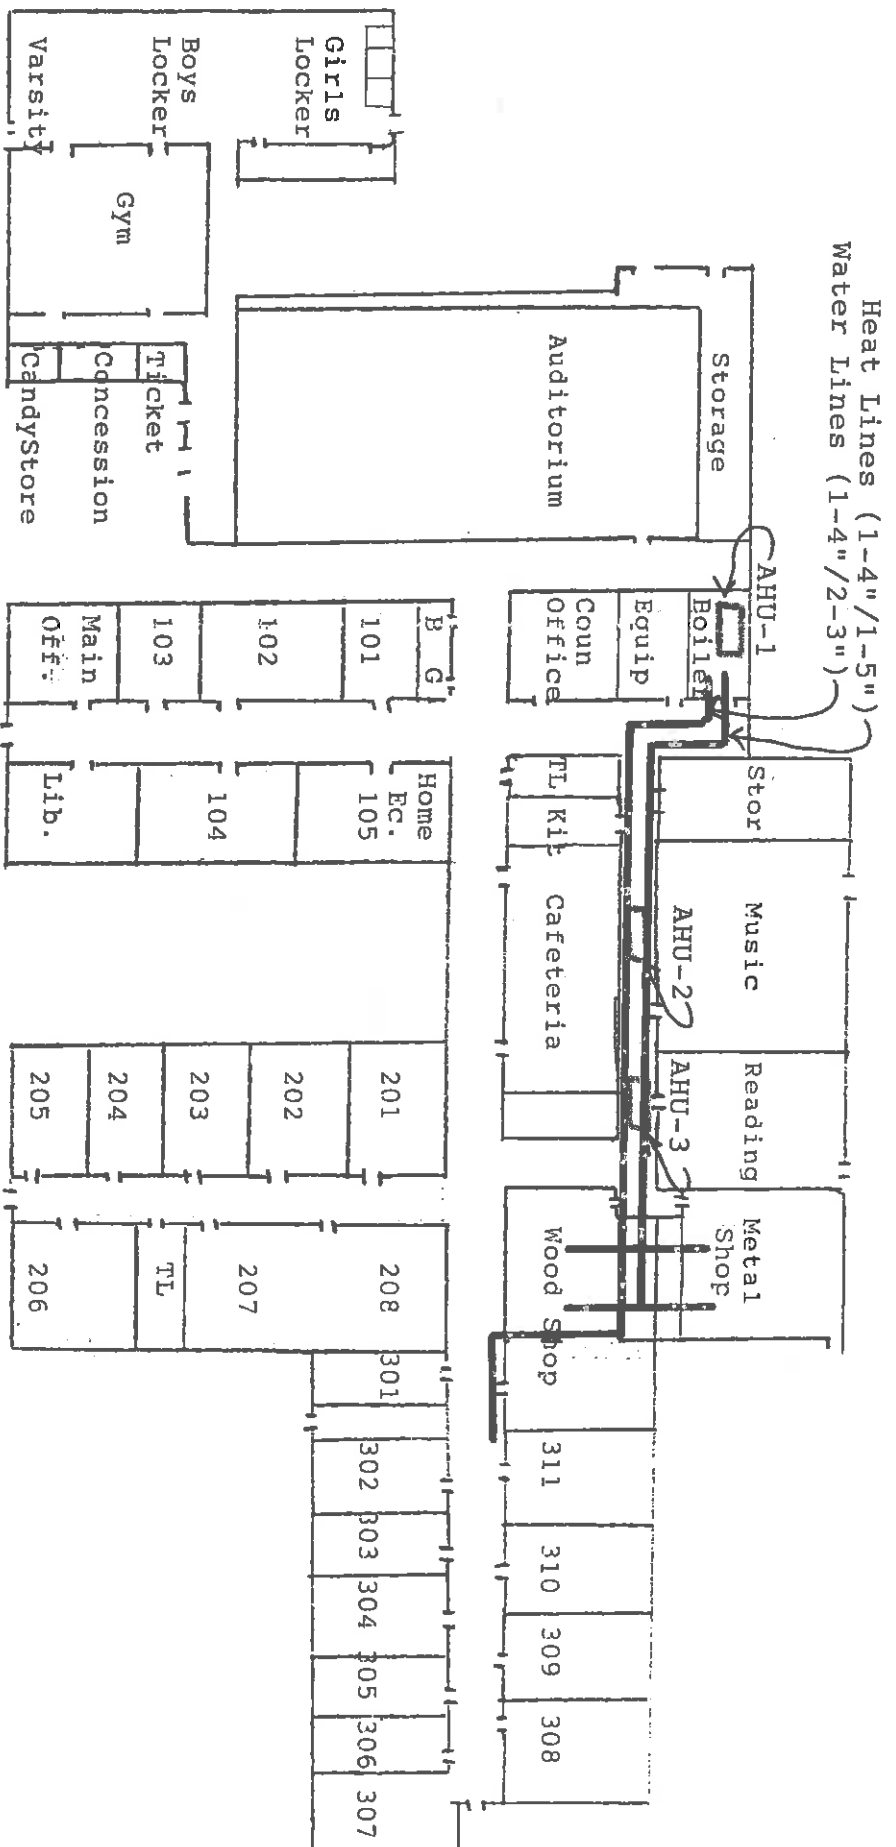 Heat Lines (1-4"/1-5")
Water Lines (1-4"/2-3")
AHU-1
Girls
Locker
Boys
Locker
Varsity
Gym
Storage
Auditorium
Ticket
Concession
CandyStore
Boiler
Equip
Coun
Office
B G
101
102
103
Main
Off.
Stor
TL
Kit
Home
Ec.
105
104
Lib.
Music
AHU-2
Cafeteria
Reading
AHU-3
201
202
203
204
205
Metal
Shop
Wood Shop
208
207
TL
206
301
311
302
310
303
309
304
308
305
306
307